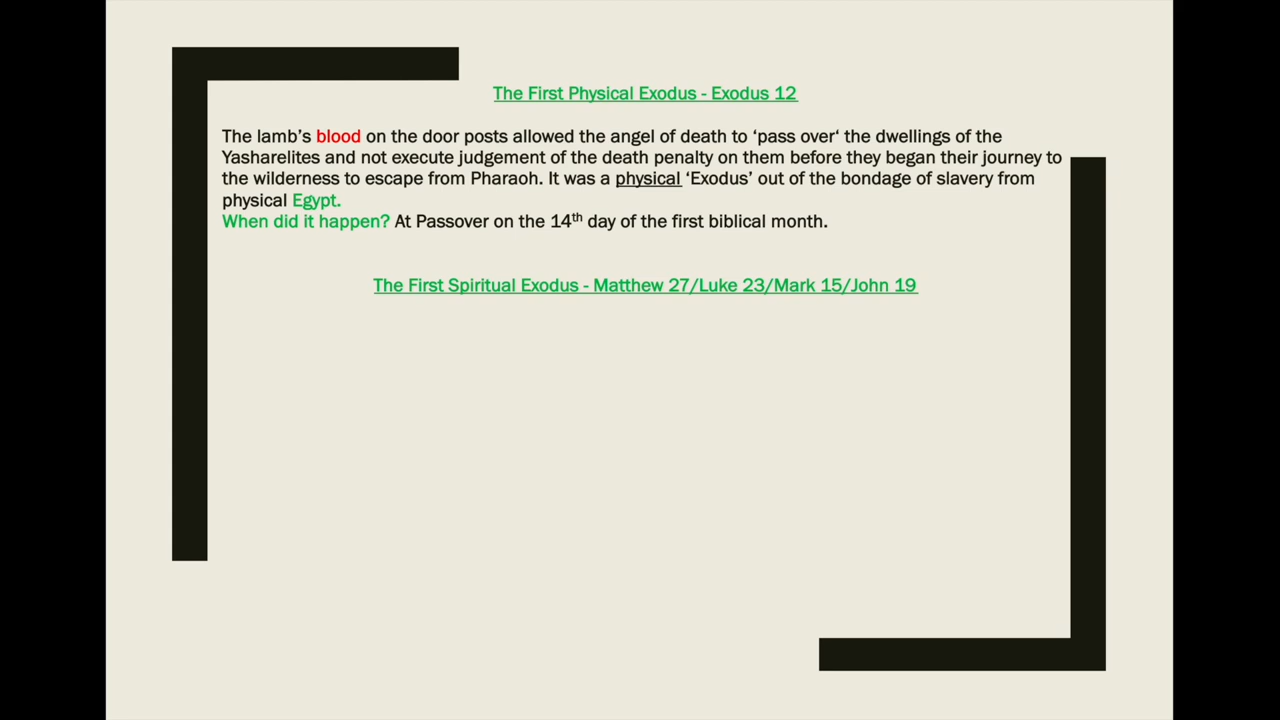 The First Physical Exodus - Exodus 12
The lamb’s blood on the door posts allowed the angel of death to ‘pass over‘ the dwellings of the
Yasharelites and not execute judgement of the death penalty on them before they began their journey to
the wilderness to escape from Pharaoh. It was a physical ‘Exodus’ out of the bondage of slavery from
physical Egypt.
When did it happen? At Passover on the 14th day of the first biblical month.
The First Spiritual Exodus - Matthew 27/Luke 23/Mark 15/John 19